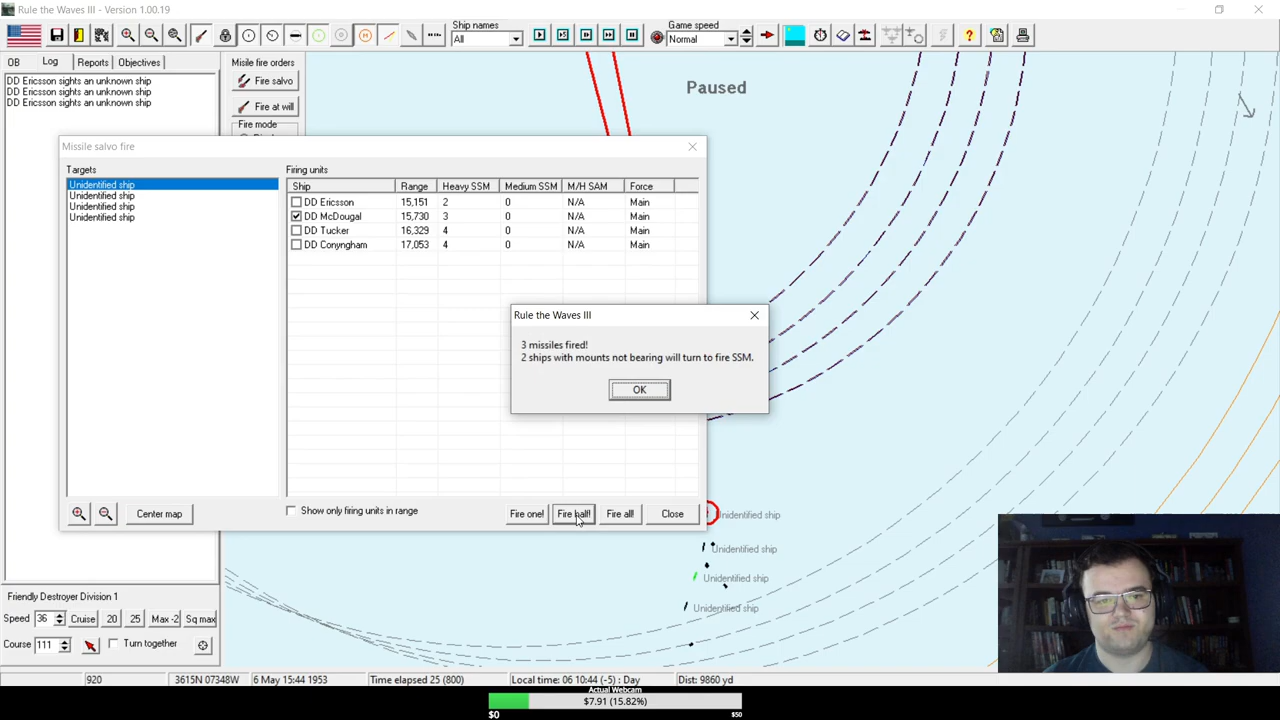 Rule the Waves III - Version 1.00.19
Ship names
All
Game speed
Normal
OB
Log
Reports
Objectives
Misile fire orders
DD Ericsson sights an unknown ship
DD Ericsson sights an unknown ship
DD Ericsson sights an unknown ship
Fire salvo
Fire at will
Fire mode
Paused
Missile salvo fire
Targets
Unidentified ship
Unidentified ship
Unidentified ship
Unidentified ship
Firing units
Ship Range Heavy SSM Medium SSM M/H SAM Force
DD Ericsson 15,151 2 0 N/A Main
DD McDougal 15,730 3 0 N/A Main
DD Tucker 16,329 4 0 N/A Main
DD Conyngham 17,053 4 0 N/A Main
Rule the Waves III
3 missiles fired!
2 ships with mounts not bearing will turn to fire SSM.
OK
Center map
Show only firing units in range
Fire one!
Fire half!
Fire all!
Close
Unidentified ship
Unidentified ship
Unidentified ship
Unidentified ship
Friendly Destroyer Division 1
Speed 36 Cruise 20 25 Max -2 Sq max
Course 111 Turn together
920 3615N 07348W 6 May 15:44 1953 Time elapsed 25 (800) Local time: 06 10:44 (-5) : Day Dist: 9860 yd
Actual Webcam
$7.91 (15.82%)
$0
$50